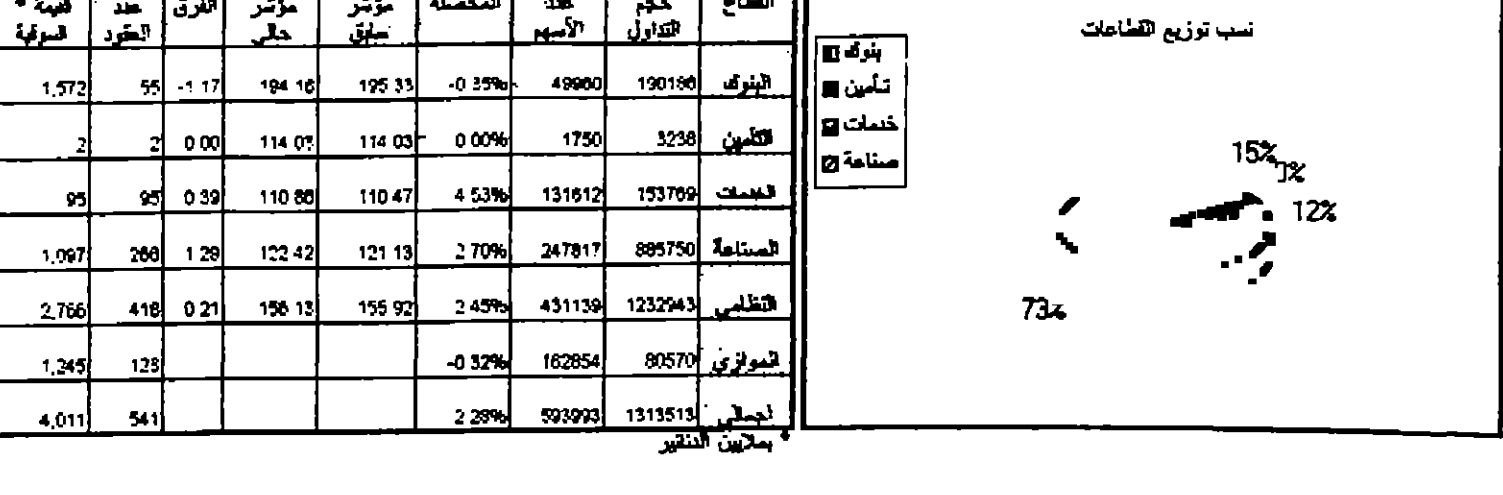 القطاع حجم التداول عدد الأسهم المحصلة مؤشر سابق مؤشر حالي الفرق عدد العقود القيمة * السوقية
البنوك 190186 49960 -0.35% 195.33 194.16 -1.17 55 1,572
التأمين 3238 1750 0.00% 114.03 114.03 0.00 2 2
الخدمات 153769 131612 4.53% 110.47 110.86 0.39 95 95
الصناعة 885750 247817 2.70% 121.13 122.42 1.29 266 1,097
النظامي 1232943 431139 2.45% 155.92 156.13 0.21 418 2,766
الموازي 80570 162854 -0.32% 123 1,245
اجمالي 1313513 593993 2.28% 541 4,011
* بملايين الدنانير
نسب توزيع القطاعات
بنوك
تأمين
خدمات
صناعة
15%
12%
73%